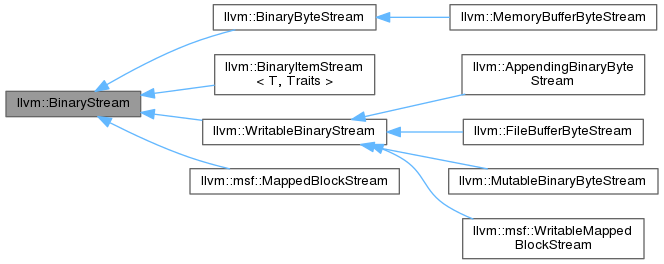 llvm::BinaryByteStream
llvm::MemoryBufferByteStream
llvm::BinaryItemStream
< T, Traits >
llvm::AppendingBinaryByte
Stream
llvm::BinaryStream
llvm::WritableBinaryStream
llvm::FileBufferByteStream
llvm::msf::MappedBlockStream
llvm::MutableBinaryByteStream
llvm::msf::WritableMapped
BlockStream